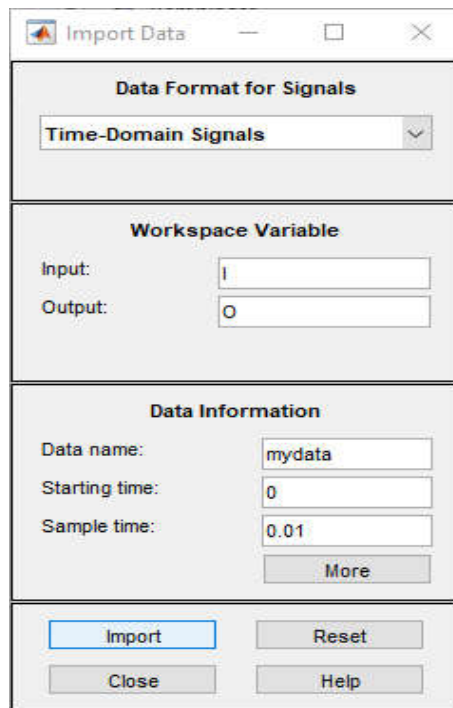 Import Data
Data Format for Signals
Time-Domain Signals
Workspace Variable
Input: I
Output: O
Data Information
Data name: mydata
Starting time: 0
Sample time: 0.01
More
Import Reset
Close Help